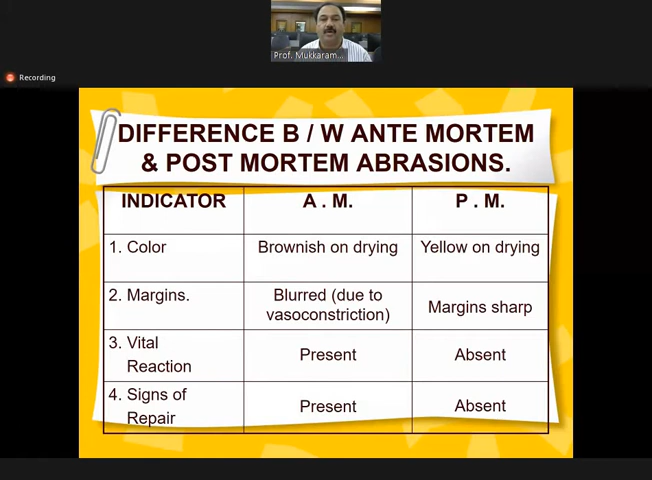 Prof. Mukkaram...
Recording
DIFFERENCE B / W ANTE MORTEM
& POST MORTEM ABRASIONS.
INDICATOR
A . M.
P . M.
1. Color
Brownish on drying
Yellow on drying
2. Margins.
Blurred (due to
vasoconstriction)
Margins sharp
3. Vital
Reaction
Present
Absent
4. Signs of
Repair
Present
Absent